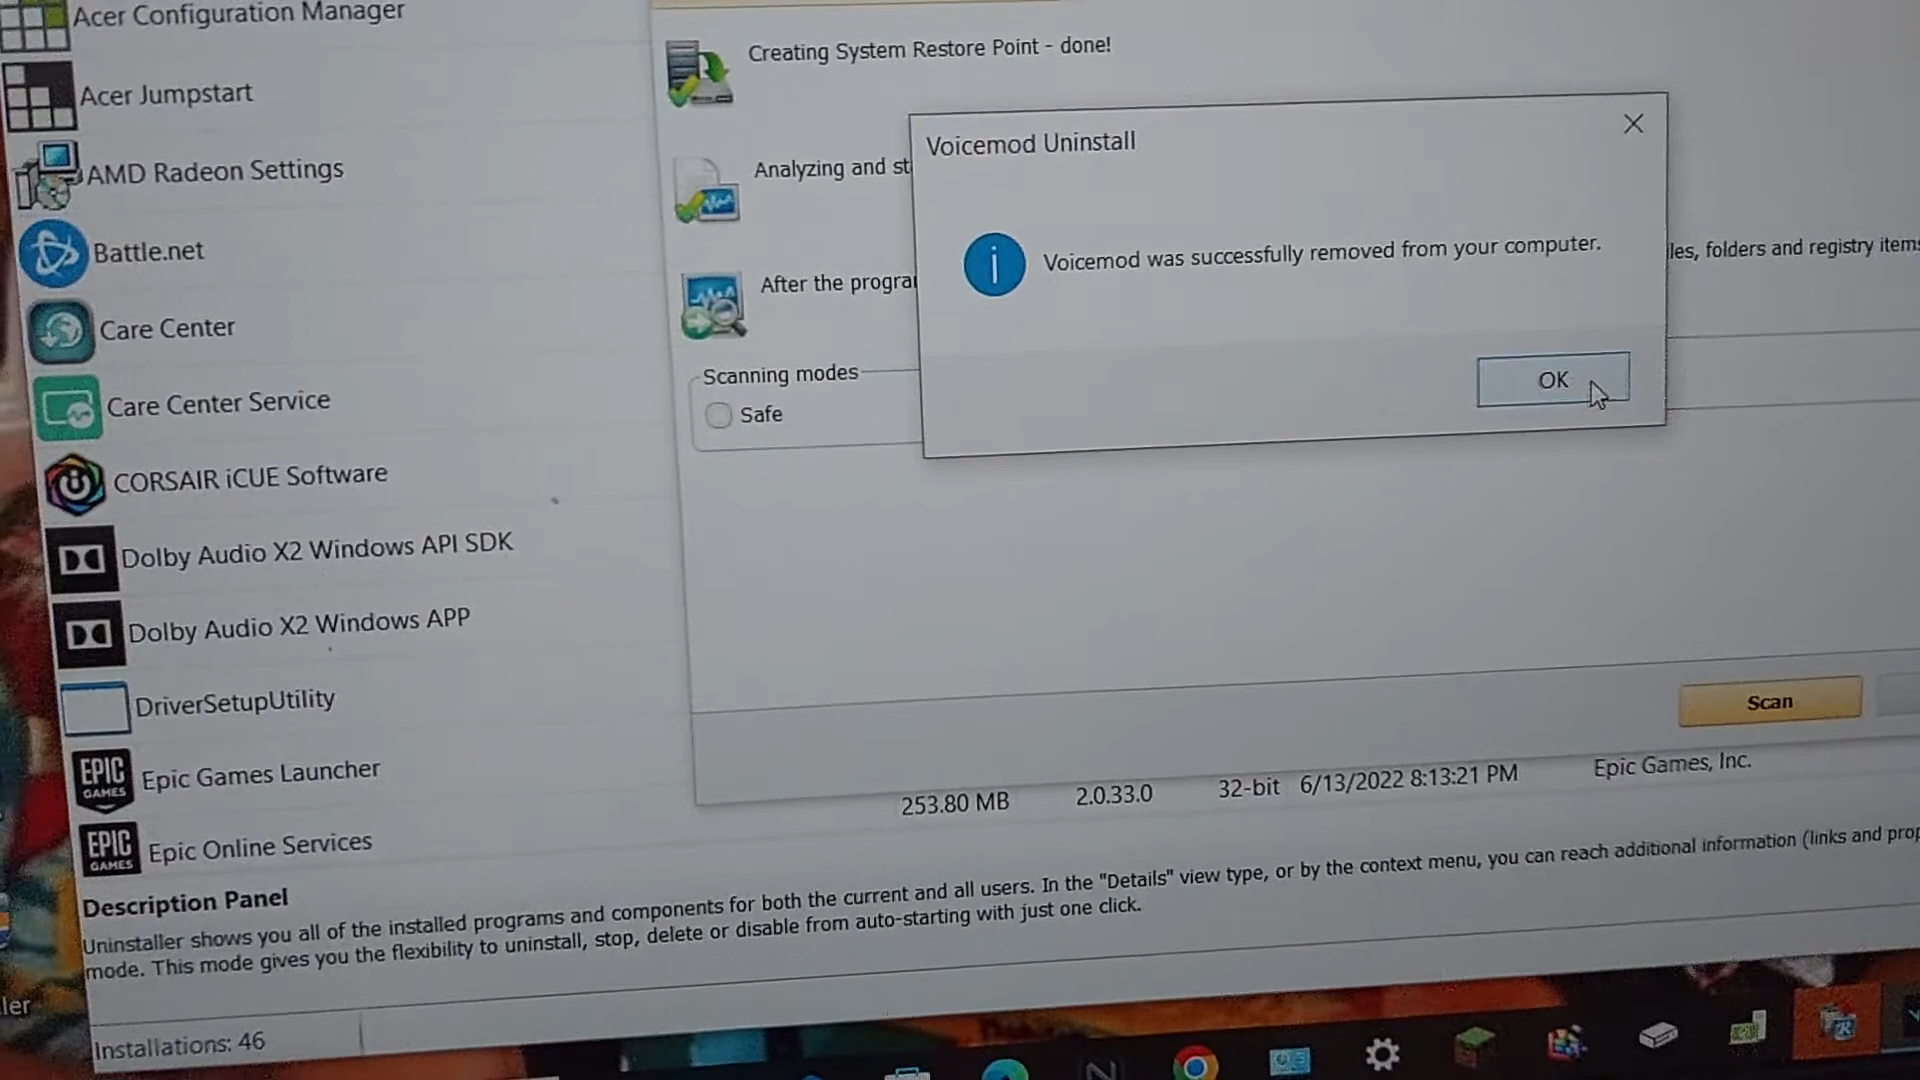 Acer Configuration Manager
Acer Jumpstart
AMD Radeon Settings
Battle.net
Care Center
Care Center Service
CORSAIR iCUE Software
Dolby Audio X2 Windows API SDK
Dolby Audio X2 Windows APP
DriverSetupUtility
EPIC
GAMES
Epic Games Launcher
EPIC
GAMES
Epic Online Services
Creating System Restore Point - done!
Analyzing and st
After the progra
les, folders and registry items
Scanning modes
Safe
Voicemod Uninstall
Voicemod was successfully removed from your computer.
OK
Scan
253.80 MB 2.0.33.0 32-bit 6/13/2022 8:13:21 PM Epic Games, Inc.
Description Panel
Uninstaller shows you all of the installed programs and components for both the current and all users. In the "Details" view type, or by the context menu, you can reach additional information (links and prop
mode. This mode gives you the flexibility to uninstall, stop, delete or disable from auto-starting with just one click.
ler
Installations: 46